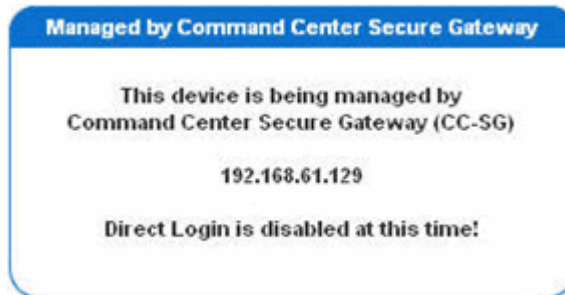 Managed by Command Center Secure Gateway
This device is being managed by
Command Center Secure Gateway (CC-SG)
192.168.61.129
Direct Login is disabled at this time!